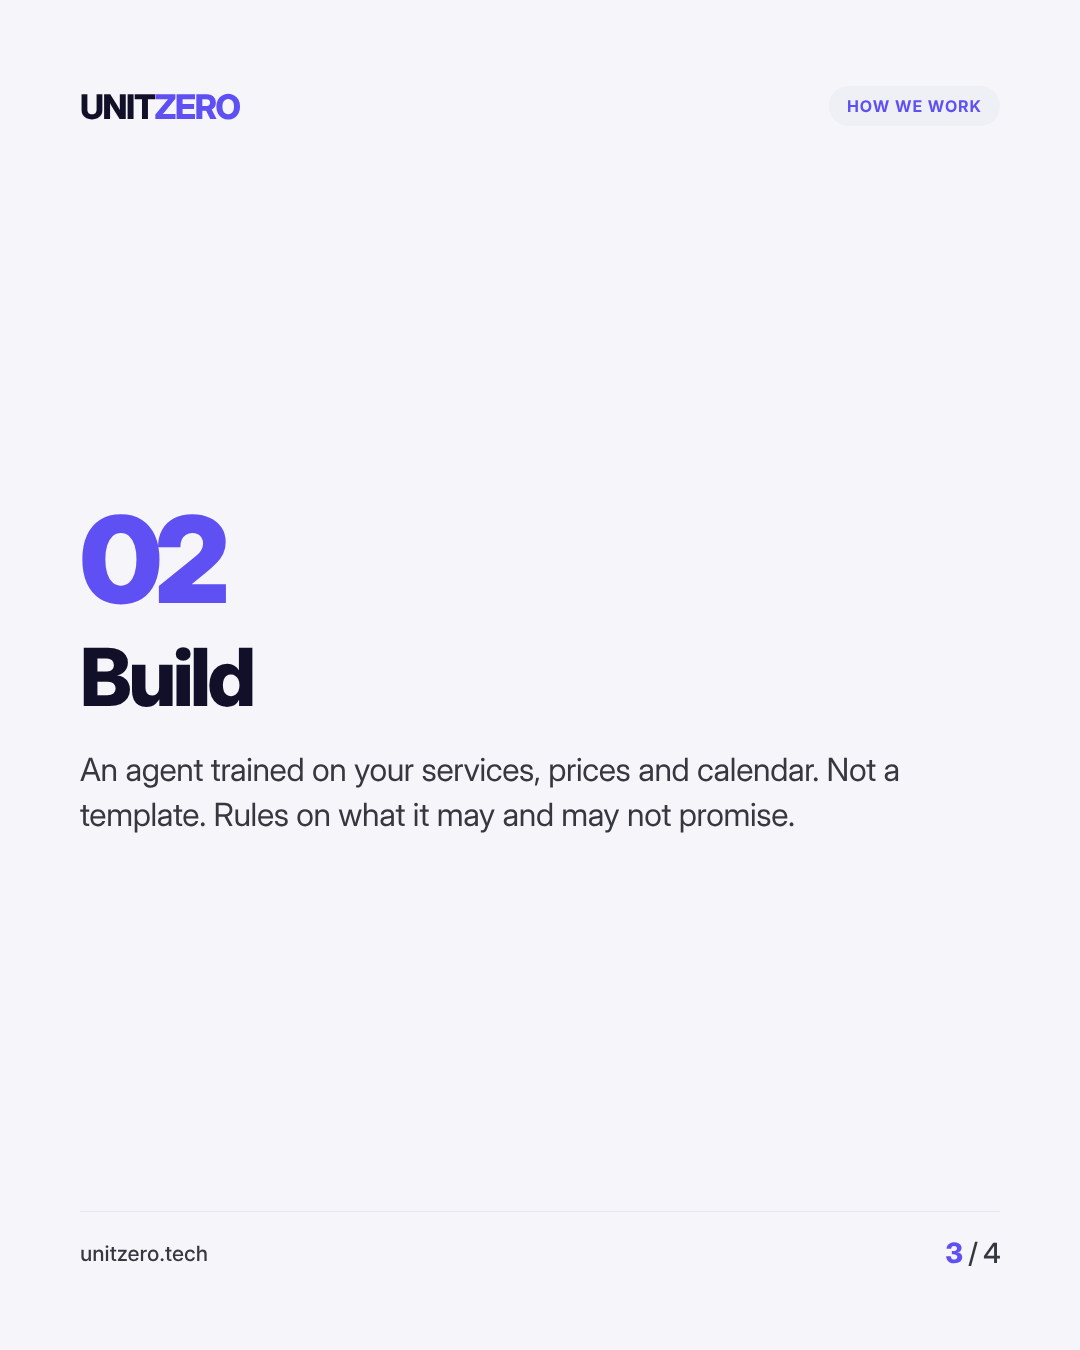 UNITZERO
HOW WE WORK
02
Build
An agent trained on your services, prices and calendar. Not a
template. Rules on what it may and may not promise.
unitzero.tech
3 / 4